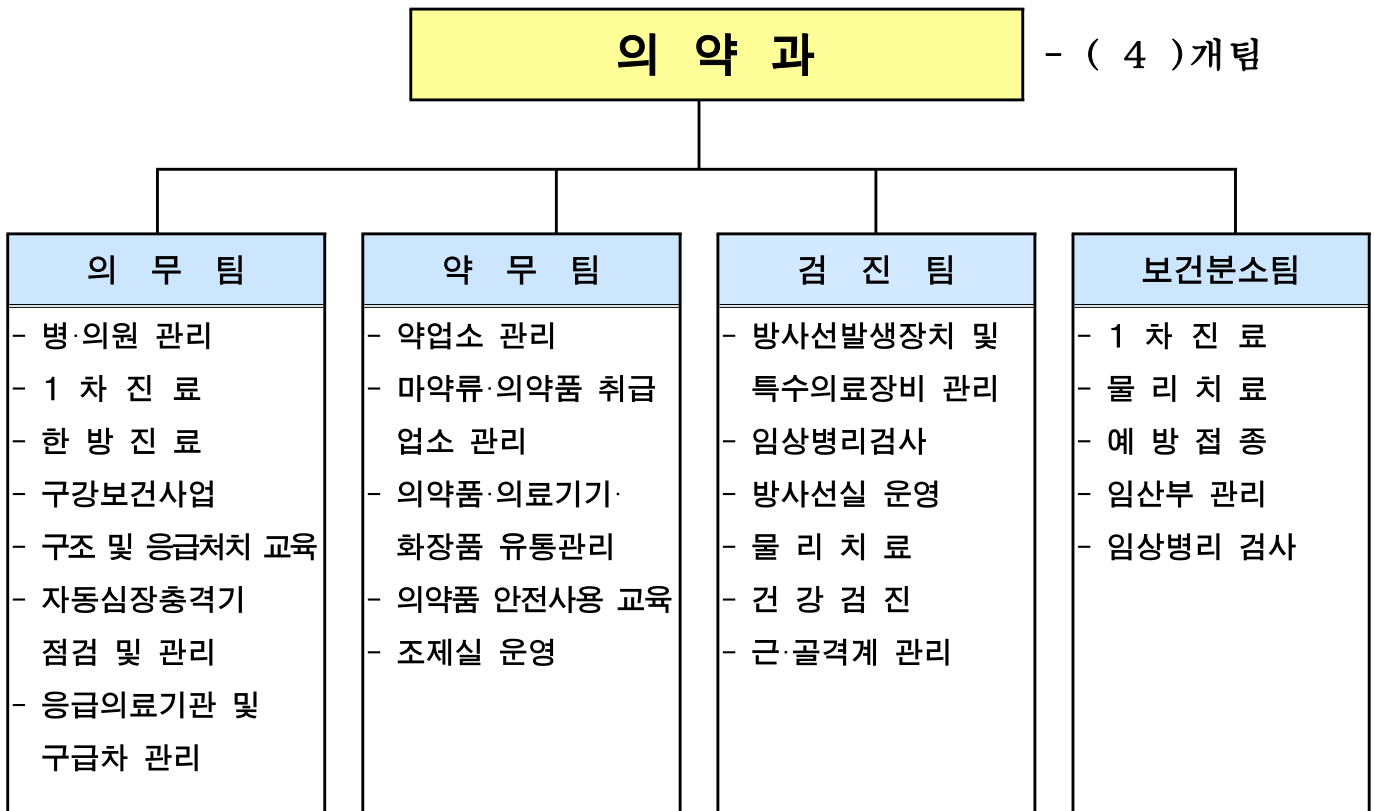 의 약 과
- ( 4 )개팀
의 무 팀
- 병·의원 관리
- 1 차 진 료
- 한 방 진 료
- 구강보건사업
- 구조 및 응급처치 교육
- 자동심장충격기
점검 및 관리
- 응급의료기관 및
구급차 관리
약 무 팀
- 약업소 관리
- 마약류·의약품 취급
업소 관리
- 의약품·의료기기·
화장품 유통관리
- 의약품 안전사용 교육
- 조제실 운영
검 진 팀
- 방사선발생장치 및
특수의료장비 관리
- 임상병리검사
- 방사선실 운영
- 물 리 치 료
- 건 강 검 진
- 근·골격계 관리
보건분소팀
- 1 차 진 료
- 물 리 치 료
- 예 방 접 종
- 임산부 관리
- 임상병리 검사